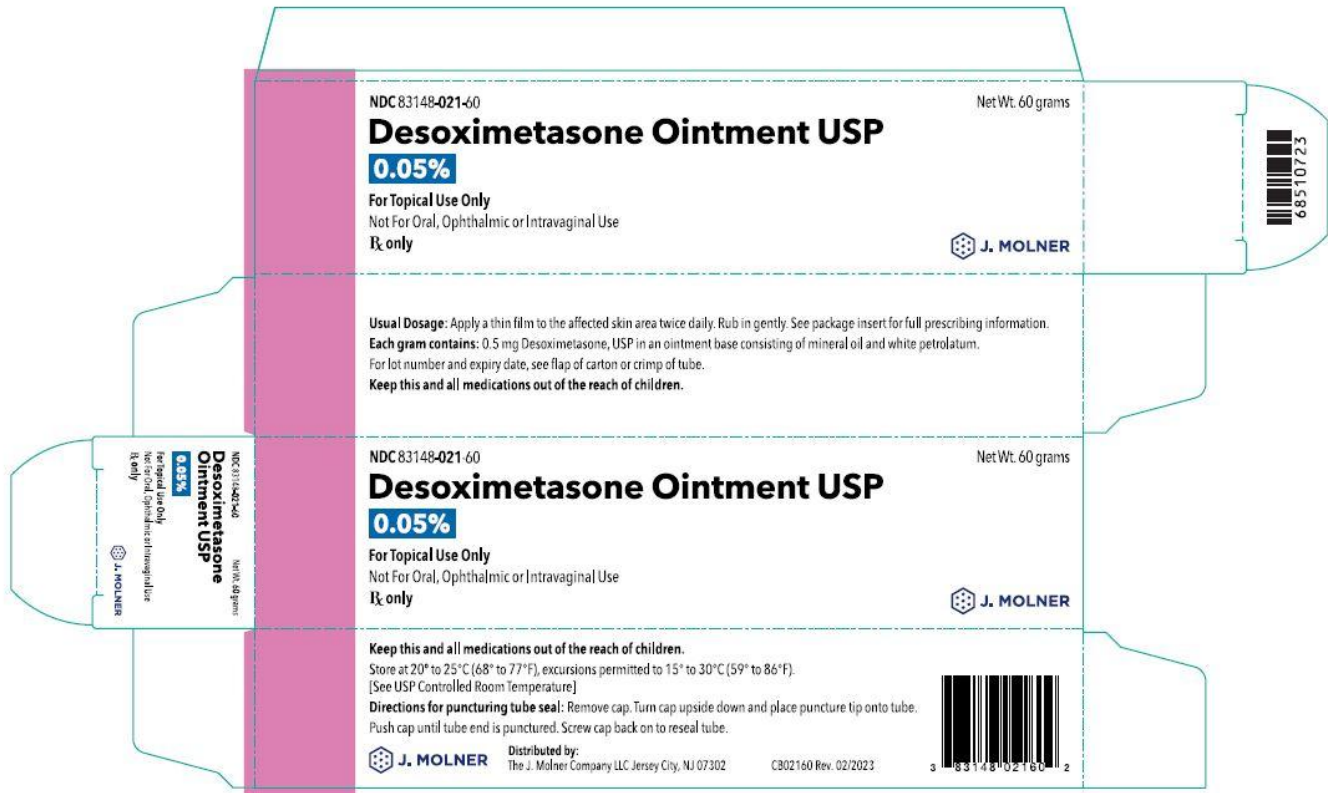 NDC 83148-021-60 Net Wt. 60 grams
Desoximetasone Ointment USP
0.05%
For Topical Use Only
Not For Oral, Ophthalmic or Intravaginal Use
℞ only
J. MOLNER
68510723
Usual Dosage: Apply a thin film to the affected skin area twice daily. Rub in gently. See package insert for full prescribing information.
Each gram contains: 0.5 mg Desoximetasone, USP in an ointment base consisting of mineral oil and white petrolatum.
For lot number and expiry date, see flap of carton or crimp of tube.
Keep this and all medications out of the reach of children.
NDC 83148-021-60 Net Wt. 60 grams
Desoximetasone
Ointment USP
0.05%
For Topical Use Only
Not For Oral, Ophthalmic or Intravaginal Use
℞ only
J. MOLNER
NDC 83148-021-60 Net Wt. 60 grams
Desoximetasone Ointment USP
0.05%
For Topical Use Only
Not For Oral, Ophthalmic or Intravaginal Use
℞ only
J. MOLNER
Keep this and all medications out of the reach of children.
Store at 20° to 25°C (68° to 77°F), excursions permitted to 15° to 30°C (59° to 86°F).
[See USP Controlled Room Temperature]
Directions for puncturing tube seal: Remove cap. Turn cap upside down and place puncture tip onto tube.
Push cap until tube end is punctured. Screw cap back on to reseal tube.
J. MOLNER
Distributed by:
The J. Molner Company LLC Jersey City, NJ 07302 CB02160 Rev. 02/2023
3 83148 02160 2